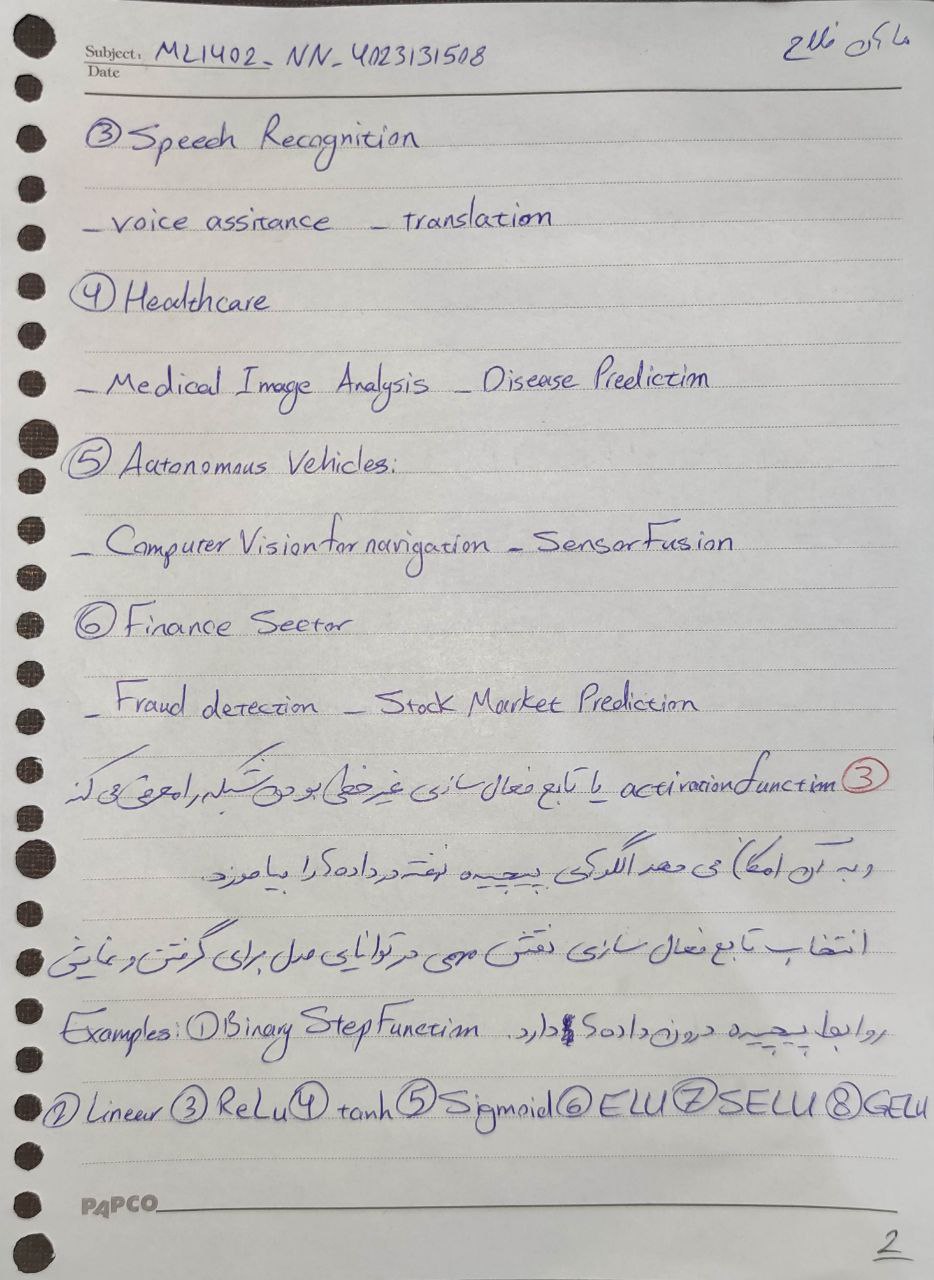 Subject: ML1402_ NN_ 4023131508
Date
③ Speech Recognition
_ voice assitance _ translation
④ Healthcare
_ Medical Image Analysis _ Disease Prediction
⑤ Autonomous Vehicles:
_ Computer Vision for navigation _ Sensor Fusion
⑥ Finance Sector
_ Fraud detection _ Stock Market Prediction
③ activation function یا تابع فعال سازی غیرخطی بودن شبکه را معرفی می کند
و به آن امکان می دهد الگوهای پیچیده نهفته در داده ها را بیاموزد.
انتخاب تابع فعال سازی نقش مهمی در توانایی مدل برای گرفتن و نمایش
روابط پیچیده درون داده ها دارد. Examples: ① Binary Step Function
② Linear ③ ReLu ④ tanh ⑤ Sigmoid ⑥ ELU ⑦ SELU ⑧ GELU
PAPCO
2